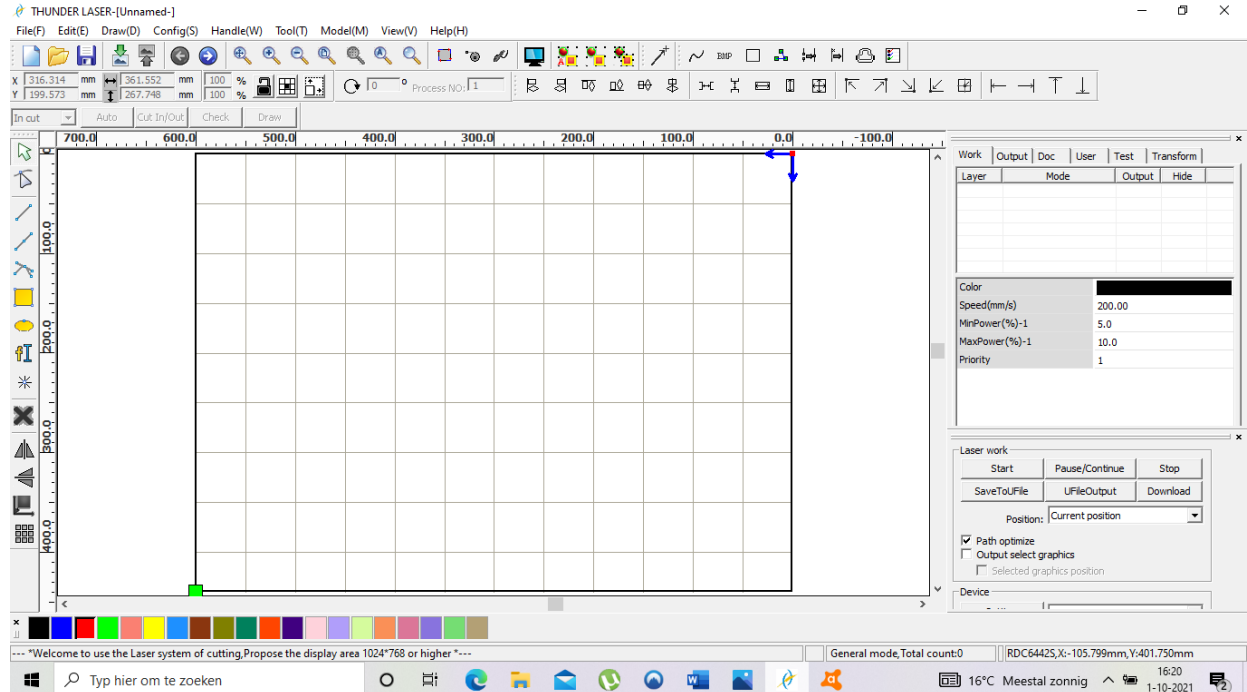 THUNDER LASER-[Unnamed-]
File(F) Edit(E) Draw(D) Config(S) Handle(W) Tool(T) Model(M) View(V) Help(H)
BMP
X 316.314 mm 361.552 mm 100 %
Y 199.573 mm 267.748 mm 100 %
0 ° Process NO: 1
In cut Auto Cut In/Out Check Draw
700.0 600.0 500.0 400.0 300.0 200.0 100.0 0.0 -100.0
0
100.0
200.0
300.0
400.0
Work Output Doc User Test Transform
Layer Mode Output Hide
Color
Speed(mm/s) 200.00
MinPower(%)-1 5.0
MaxPower(%)-1 10.0
Priority 1
Laser work
Start Pause/Continue Stop
SaveToUFile UFileOutput Download
Position: Current position
Path optimize
Output select graphics
Selected graphics position
Device
--- *Welcome to use the Laser system of cutting,Propose the display area 1024*768 or higher *---
General mode,Total count:0
RDC6442S,X:-105.799mm,Y:401.750mm
Typ hier om te zoeken
16°C Meestal zonnig
16:20
1-10-2021
2